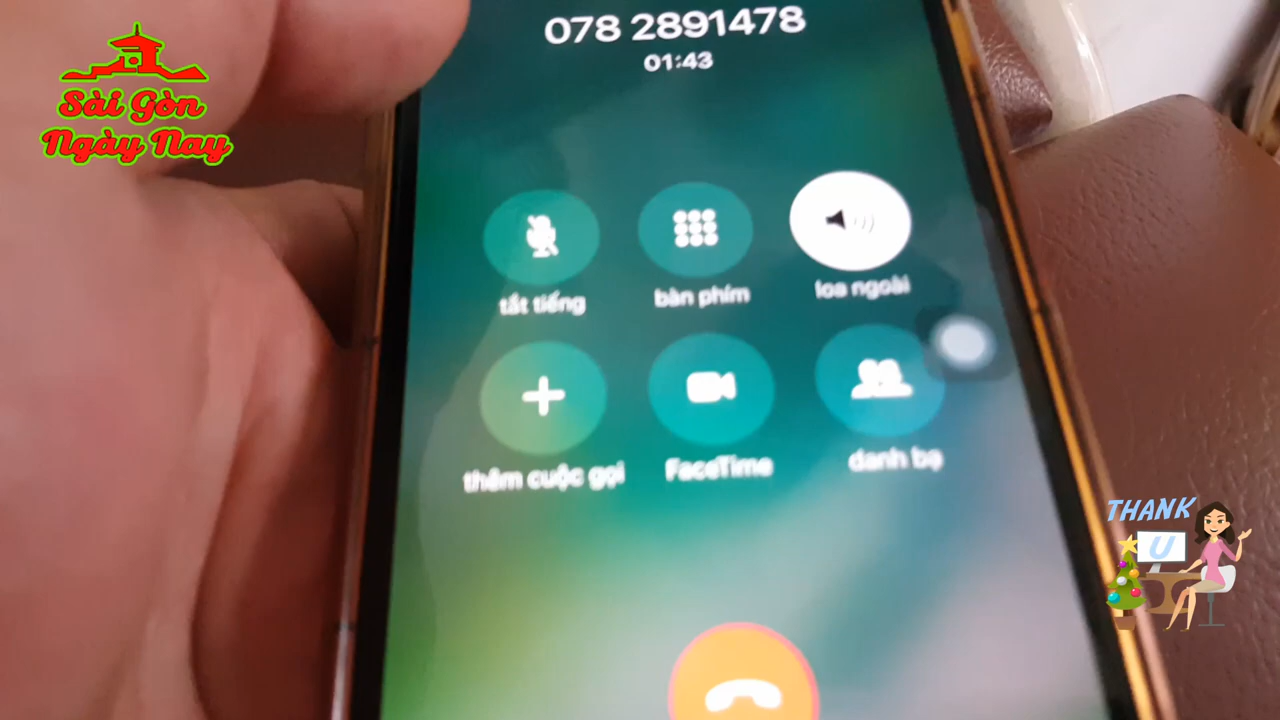 078 2891478
01:43
Sài Gòn
Ngày Nay
tắt tiếng
bàn phím
loa ngoài
thêm cuộc gọi
FaceTime
danh bạ
THANK
U